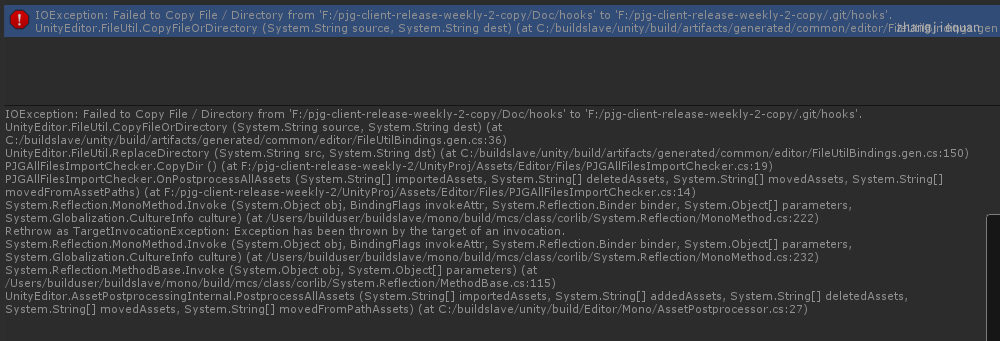 IOException: Failed to Copy File / Directory from 'F:/pjg-client-release-weekly-2-copy/Doc/hooks' to 'F:/pjg-client-release-weekly-2-copy/.git/hooks'.
UnityEditor.FileUtil.CopyFileOrDirectory (System.String source, System.String dest) (at C:/buildslave/unity/build/artifacts/generated/common/editor/
zhangjiequan
IOException: Failed to Copy File / Directory from 'F:/pjg-client-release-weekly-2-copy/Doc/hooks' to 'F:/pjg-client-release-weekly-2-copy/.git/hooks'.
UnityEditor.FileUtil.CopyFileOrDirectory (System.String source, System.String dest) (at
C:/buildslave/unity/build/artifacts/generated/common/editor/FileUtilBindings.gen.cs:36)
UnityEditor.FileUtil.ReplaceDirectory (System.String src, System.String dst) (at C:/buildslave/unity/build/artifacts/generated/common/editor/FileUtilBindings.gen.cs:150)
PJGAllFilesImportChecker.CopyDir () (at F:/pjg-client-release-weekly-2/UnityProj/Assets/Editor/Files/PJGAllFilesImportChecker.cs:19)
PJGAllFilesImportChecker.OnPostprocessAllAssets (System.String[] importedAssets, System.String[] deletedAssets, System.String[] movedAssets, System.String[]
movedFromAssetPaths) (at F:/pjg-client-release-weekly-2/UnityProj/Assets/Editor/Files/PJGAllFilesImportChecker.cs:14)
System.Reflection.MonoMethod.Invoke (System.Object obj, BindingFlags invokeAttr, System.Reflection.Binder binder, System.Object[] parameters,
System.Globalization.CultureInfo culture) (at /Users/builduser/buildslave/mono/build/mcs/class/corlib/System.Reflection/MonoMethod.cs:222)
Rethrow as TargetInvocationException: Exception has been thrown by the target of an invocation.
System.Reflection.MonoMethod.Invoke (System.Object obj, BindingFlags invokeAttr, System.Reflection.Binder binder, System.Object[] parameters,
System.Globalization.CultureInfo culture) (at /Users/builduser/buildslave/mono/build/mcs/class/corlib/System.Reflection/MonoMethod.cs:232)
System.Reflection.MethodBase.Invoke (System.Object obj, System.Object[] parameters) (at
/Users/builduser/buildslave/mono/build/mcs/class/corlib/System.Reflection/MethodBase.cs:115)
UnityEditor.AssetPostprocessingInternal.PostprocessAllAssets (System.String[] importedAssets, System.String[] addedAssets, System.String[] deletedAssets,
System.String[] movedAssets, System.String[] movedFromPathAssets) (at C:/buildslave/unity/build/Editor/Mono/AssetPostprocessor.cs:27)